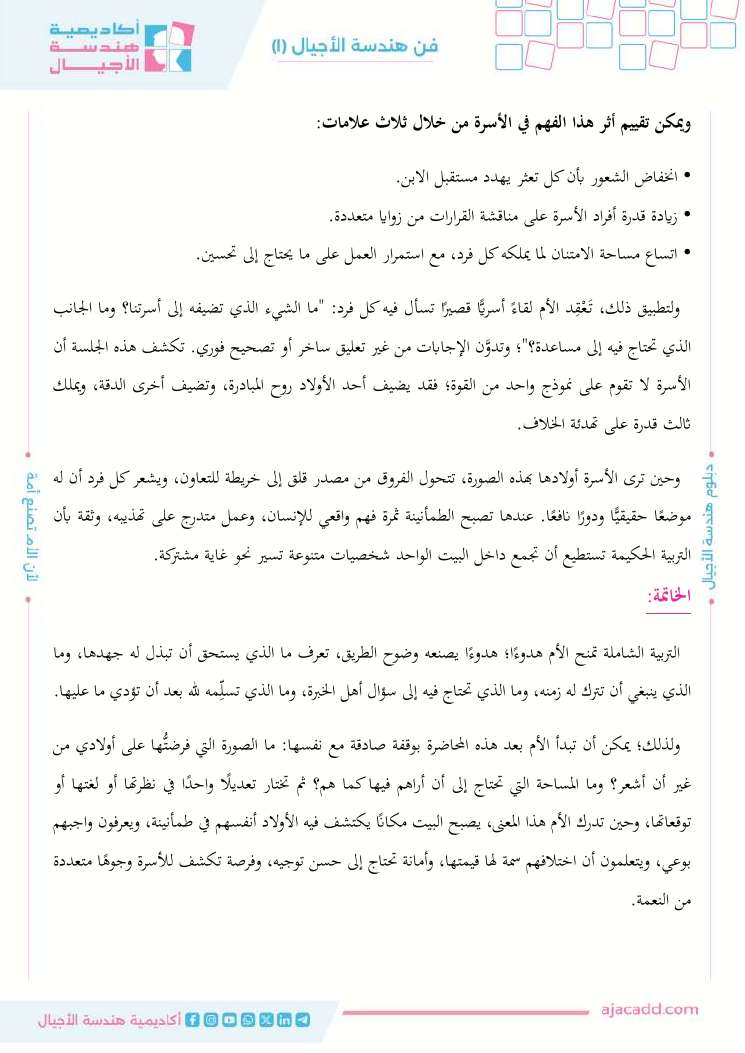 أكاديمية
هندسة
الأجيال
فن هندسة الأجيال (١)
ويمكن تقييم أثر هذا الفهم في الأسرة من خلال ثلاث علامات:
• انخفاض الشعور بأن كل تعثر يهدد مستقبل الابن.
• زيادة قدرة أفراد الأسرة على مناقشة القرارات من زوايا متعددة.
• اتساع مساحة الامتنان لما يملكه كل فرد، مع استمرار العمل على ما يحتاج إلى تحسين.
ولتطبيق ذلك، تَعْقِد الأم لقاءً أسريًّا قصيرًا تسأل فيه كل فرد: "ما الشيء الذي تضيفه إلى أسرتنا؟ وما الجانب
الذي تحتاج فيه إلى مساعدة؟"؛ وتدوَّن الإجابات من غير تعليق ساخر أو تصحيح فوري. تكشف هذه الجلسة أن
الأسرة لا تقوم على نموذج واحد من القوة؛ فقد يضيف أحد الأولاد روح المبادرة، وتضيف أخرى الدقة، ويملك
ثالث قدرة على تهدئة الخلاف.
وحين ترى الأسرة أولادها بهذه الصورة، تتحول الفروق من مصدر قلق إلى خريطة للتعاون، ويشعر كل فرد أن له
موضعًا حقيقيًّا ودورًا نافعًا. عندها تصبح الطمأنينة ثمرة فهم واقعي للإنسان، وعمل متدرج على تهذيبه، وثقة بأن
التربية الحكيمة تستطيع أن تجمع داخل البيت الواحد شخصيات متنوعة تسير نحو غاية مشتركة.
الخاتمة:
التربية الشاملة تمنح الأم هدوءًا؛ هدوءًا يصنعه وضوح الطريق، تعرف ما الذي يستحق أن تبذل له جهدها، وما
الذي ينبغي أن تترك له زمنه، وما الذي تحتاج فيه إلى سؤال أهل الخبرة، وما الذي تسلِّمه لله بعد أن تؤدي ما عليها.
ولذلك؛ يمكن أن تبدأ الأم بعد هذه المحاضرة بوقفة صادقة مع نفسها: ما الصورة التي فرضتُها على أولادي من
غير أن أشعر؟ وما المساحة التي تحتاج إلى أن أراهم فيها كما هم؟ ثم تختار تعديلًا واحدًا في نظرتها أو لغتها أو
توقعاتها، وحين تدرك الأم هذا المعنى، يصبح البيت مكانًا يكتشف فيه الأولاد أنفسهم في طمأنينة، ويعرفون واجبهم
بوعي، ويتعلمون أن اختلافهم سمة لها قيمتها، وأمانة تحتاج إلى حسن توجيه، وفرصة تكشف للأسرة وجوهًا متعددة
من النعمة.
دبلوم هندسة الأجيال
لأن الأم تصنع أمة
أكاديمية هندسة الأجيال
ajacadd.com